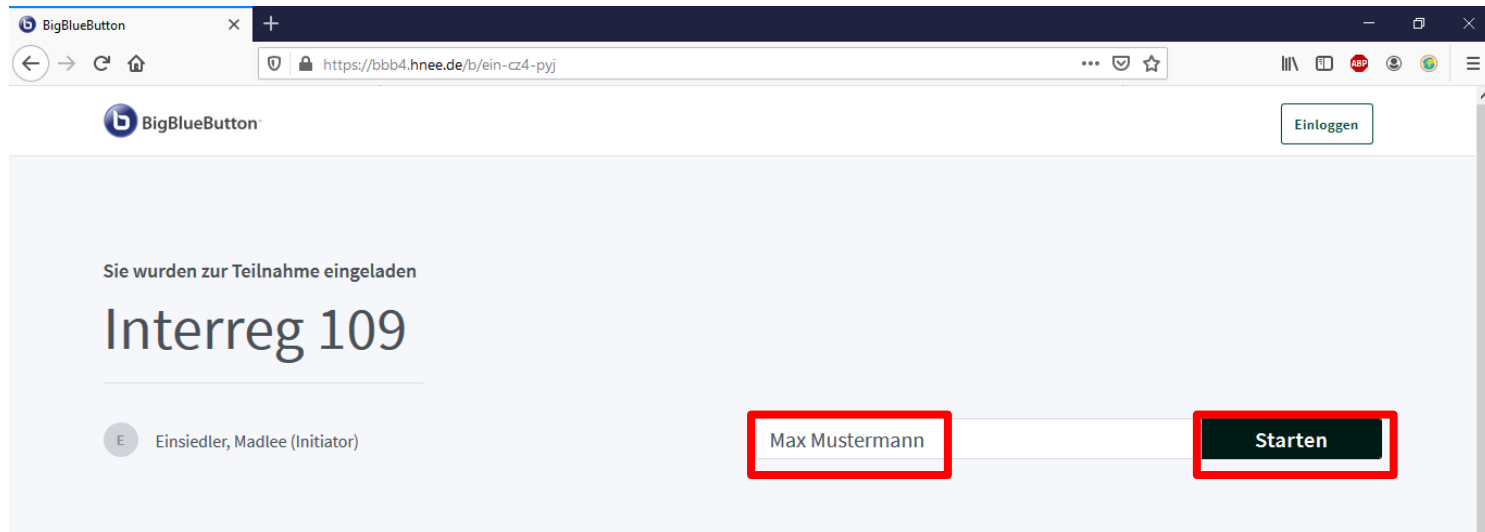 BigBlueButton
https://bbb4.hnee.de/b/ein-cz4-pyj
ABP
b BigBlueButton
Einloggen
Sie wurden zur Teilnahme eingeladen
Interreg 109
E Einsiedler, Madlee (Initiator)
Max Mustermann
Starten